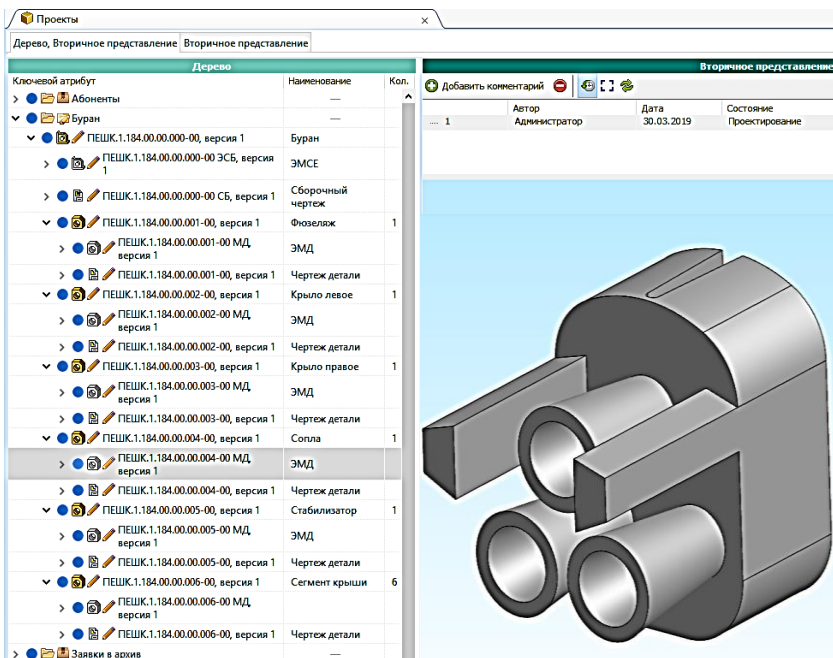 Проекты
Дерево, Вторичное представление Вторичное представление
Дерево
Ключевой атрибут Наименование Кол.
Абоненты —
Буран —
ПЕШК.1.184.00.00.000-00, версия 1 Буран
ПЕШК.1.184.00.00.000-00 ЭСБ, версия
1 ЭМСЕ
ПЕШК.1.184.00.00.000-00 СБ, версия 1 Сборочный
чертеж
ПЕШК.1.184.00.00.001-00, версия 1 Фюзеляж 1
ПЕШК.1.184.00.00.001-00 МД,
версия 1 ЭМД
ПЕШК.1.184.00.00.001-00, версия 1 Чертеж детали
ПЕШК.1.184.00.00.002-00, версия 1 Крыло левое 1
ПЕШК.1.184.00.00.002-00 МД,
версия 1 ЭМД
ПЕШК.1.184.00.00.002-00, версия 1 Чертеж детали
ПЕШК.1.184.00.00.003-00, версия 1 Крыло правое 1
ПЕШК.1.184.00.00.003-00 МД,
версия 1 ЭМД
ПЕШК.1.184.00.00.003-00, версия 1 Чертеж детали
ПЕШК.1.184.00.00.004-00, версия 1 Сопла 1
ПЕШК.1.184.00.00.004-00 МД,
версия 1 ЭМД
ПЕШК.1.184.00.00.004-00, версия 1 Чертеж детали
ПЕШК.1.184.00.00.005-00, версия 1 Стабилизатор 1
ПЕШК.1.184.00.00.005-00 МД,
версия 1 ЭМД
ПЕШК.1.184.00.00.005-00, версия 1 Чертеж детали
ПЕШК.1.184.00.00.006-00, версия 1 Сегмент крыши 6
ПЕШК.1.184.00.00.006-00 МД,
версия 1
ПЕШК.1.184.00.00.006-00, версия 1 Чертеж детали
Заявки в архив —
Вторичное представление
Добавить комментарий
Автор Дата Состояние
.... 1 Администратор 30.03.2019 Проектирование